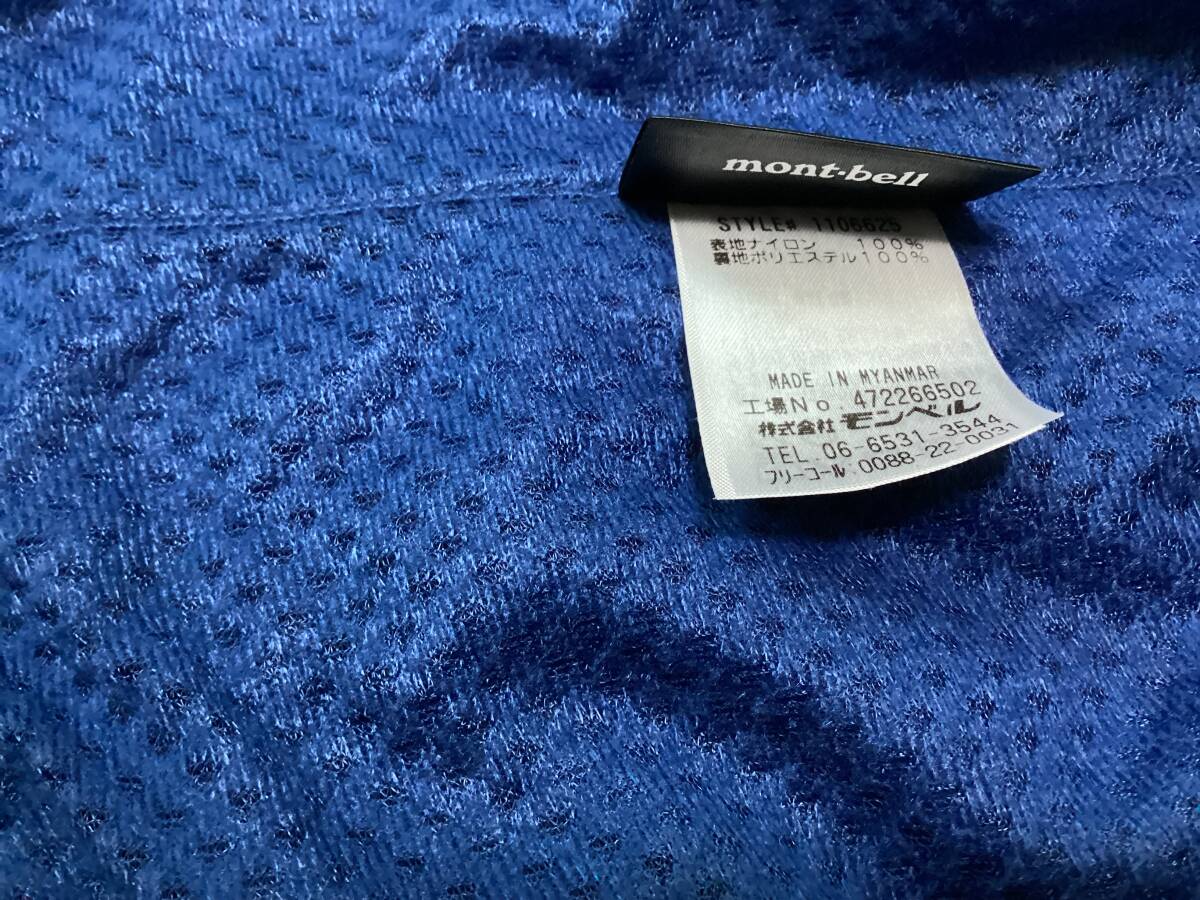 mont-bell
STYLE# 1106625
表地ナイロン 100%
裏地ポリエステル100%
MADE IN MYANMAR
工場No 472266502
株式会社モンベル
TEL.06-6531-3544
フリーコール 0088-22-0031